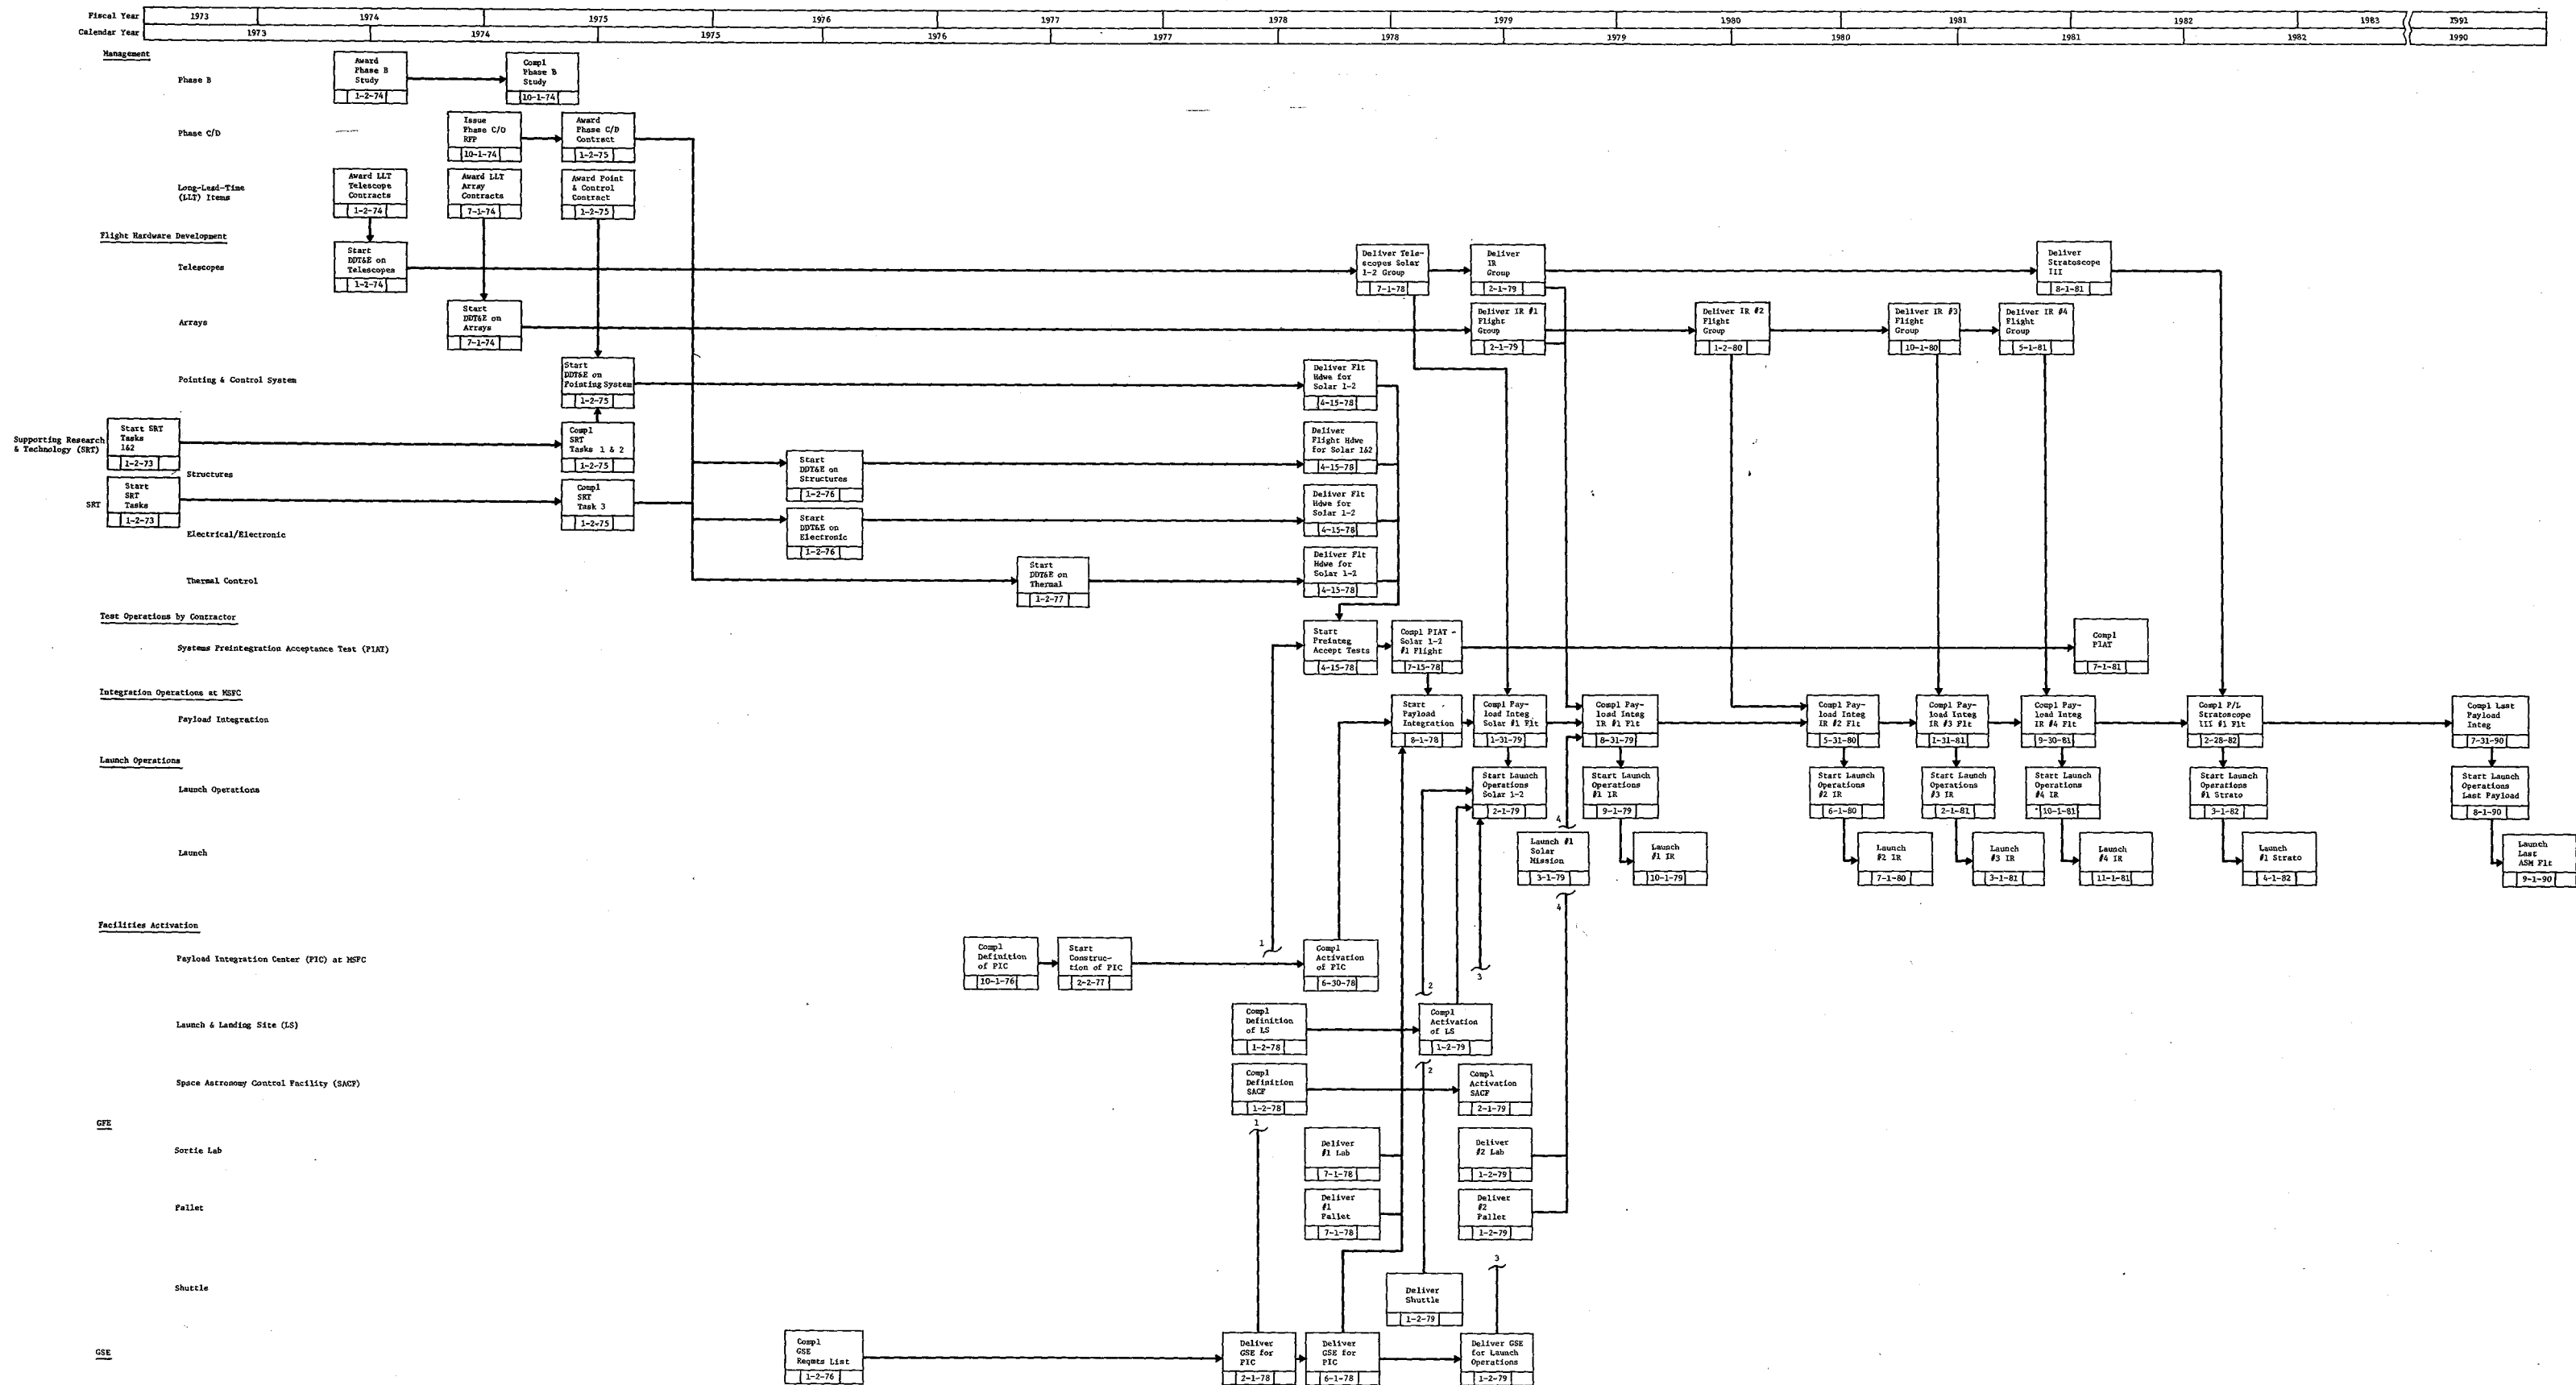 Fiscal Year 1973 1974 1975 1976 1977 1978 1979 1980 1981 1982 1983 1991
Calendar Year 1973 1974 1975 1976 1977 1978 1979 1980 1981 1982 1990
Management
Phase B
Award
Phase B
Study
1-2-74
Compl
Phase B
Study
10-1-74
Phase C/D
Issue
Phase C/O
RFP
10-1-74
Award
Phase C/D
Contract
1-2-75
Long-Lead-Time
(LLT) Items
Award LLT
Telescope
Contracts
1-2-74
Award LLT
Array
Contracts
7-1-74
Award Point
& Control
Contract
1-2-75
Flight Hardware Development
Telescopes
Start
DDT&E on
Telescopes
1-2-74
Deliver Tele-
scopes Solar
1-2 Group
7-1-78
Deliver
IR
Group
2-1-79
Deliver
Stratoscope
III
8-1-81
Arrays
Start
DDT&E on
Arrays
7-1-74
Deliver IR #1
Flight
Group
2-1-79
Deliver IR #2
Flight
Group
1-2-80
Deliver IR #3
Flight
Group
10-1-80
Deliver IR #4
Flight
Group
5-1-81
Pointing & Control System
Start
DDT&E on
Pointing System
1-2-75
Deliver Flt
Hdwe for
Solar 1-2
4-15-78
Supporting Research
& Technology (SRT)
Start SRT
Tasks
1&2
1-2-73
Compl
SRT
Tasks 1 & 2
1-2-75
Deliver
Flight Hdwe
for Solar 1&2
4-15-78
Structures
Start
DDT&E on
Structures
1-2-76
SRT
Start
SRT
Tasks
1-2-73
Compl
SRT
Task 3
1-2-75
Deliver Flt
Hdwe for
Solar 1-2
4-15-78
Electrical/Electronic
Start
DDT&E on
Electronic
1-2-76
Thermal Control
Start
DDT&E on
Thermal
1-2-77
Deliver Flt
Hdwe for
Solar 1-2
4-15-78
Test Operations by Contractor
Systems Preintegration Acceptance Test (PIAT)
Start
Preinteg
Accept Tests
4-15-78
Compl PIAT -
Solar 1-2
#1 Flight
7-15-78
Compl
PIAT
7-1-81
Integration Operations at MSFC
Payload Integration
Start
Payload
Integration
8-1-78
Compl Pay-
load Integ
Solar #1 Flt
1-31-79
Compl Pay-
load Integ
IR #1 Flt
8-31-79
Compl Pay-
load Integ
IR #2 Flt
5-31-80
Compl Pay-
load Integ
IR #3 Flt
1-31-81
Compl Pay-
load Integ
IR #4 Flt
9-30-81
Compl P/L
Stratoscope
III #1 Flt
2-28-82
Compl Last
Payload
Integ
7-31-90
Launch Operations
Launch Operations
Start Launch
Operations
Solar 1-2
2-1-79
Start Launch
Operations
#1 IR
9-1-79
Start Launch
Operations
#2 IR
6-1-80
Start Launch
Operations
#3 IR
2-1-81
Start Launch
Operations
#4 IR
10-1-81
Start Launch
Operations
#1 Strato
3-1-82
Start Launch
Operations
Last Payload
8-1-90
4
Launch
Launch #1
Solar
Mission
3-1-79
Launch
#1 IR
10-1-79
Launch
#2 IR
7-1-80
Launch
#3 IR
3-1-81
Launch
#4 IR
11-1-81
Launch
#1 Strato
4-1-82
Launch
Last
ASM Flt
9-1-90
4
Facilities Activation
Payload Integration Center (PIC) at MSFC
Compl
Definition
of PIC
10-1-76
Start
Construc-
tion of PIC
2-2-77
1
Compl
Activation
of PIC
6-30-78
3
2
Launch & Landing Site (LS)
Compl
Definition
of LS
1-2-78
Compl
Activation
of LS
1-2-79
2
Space Astronomy Control Facility (SACF)
Compl
Definition
SACF
1-2-78
Compl
Activation
SACF
2-1-79
GFE
1
Sortie Lab
Deliver
#1 Lab
7-1-78
Deliver
#2 Lab
1-2-79
Pallet
Deliver
#1
Pallet
7-1-78
Deliver
#2
Pallet
1-2-79
3
Shuttle
Deliver
Shuttle
1-2-79
GSE
Compl
GSE
Reqmts List
1-2-76
Deliver
GSE for
PIC
2-1-78
Deliver
GSE for
PIC
6-1-78
Deliver GSE
for Launch
Operations
1-2-79